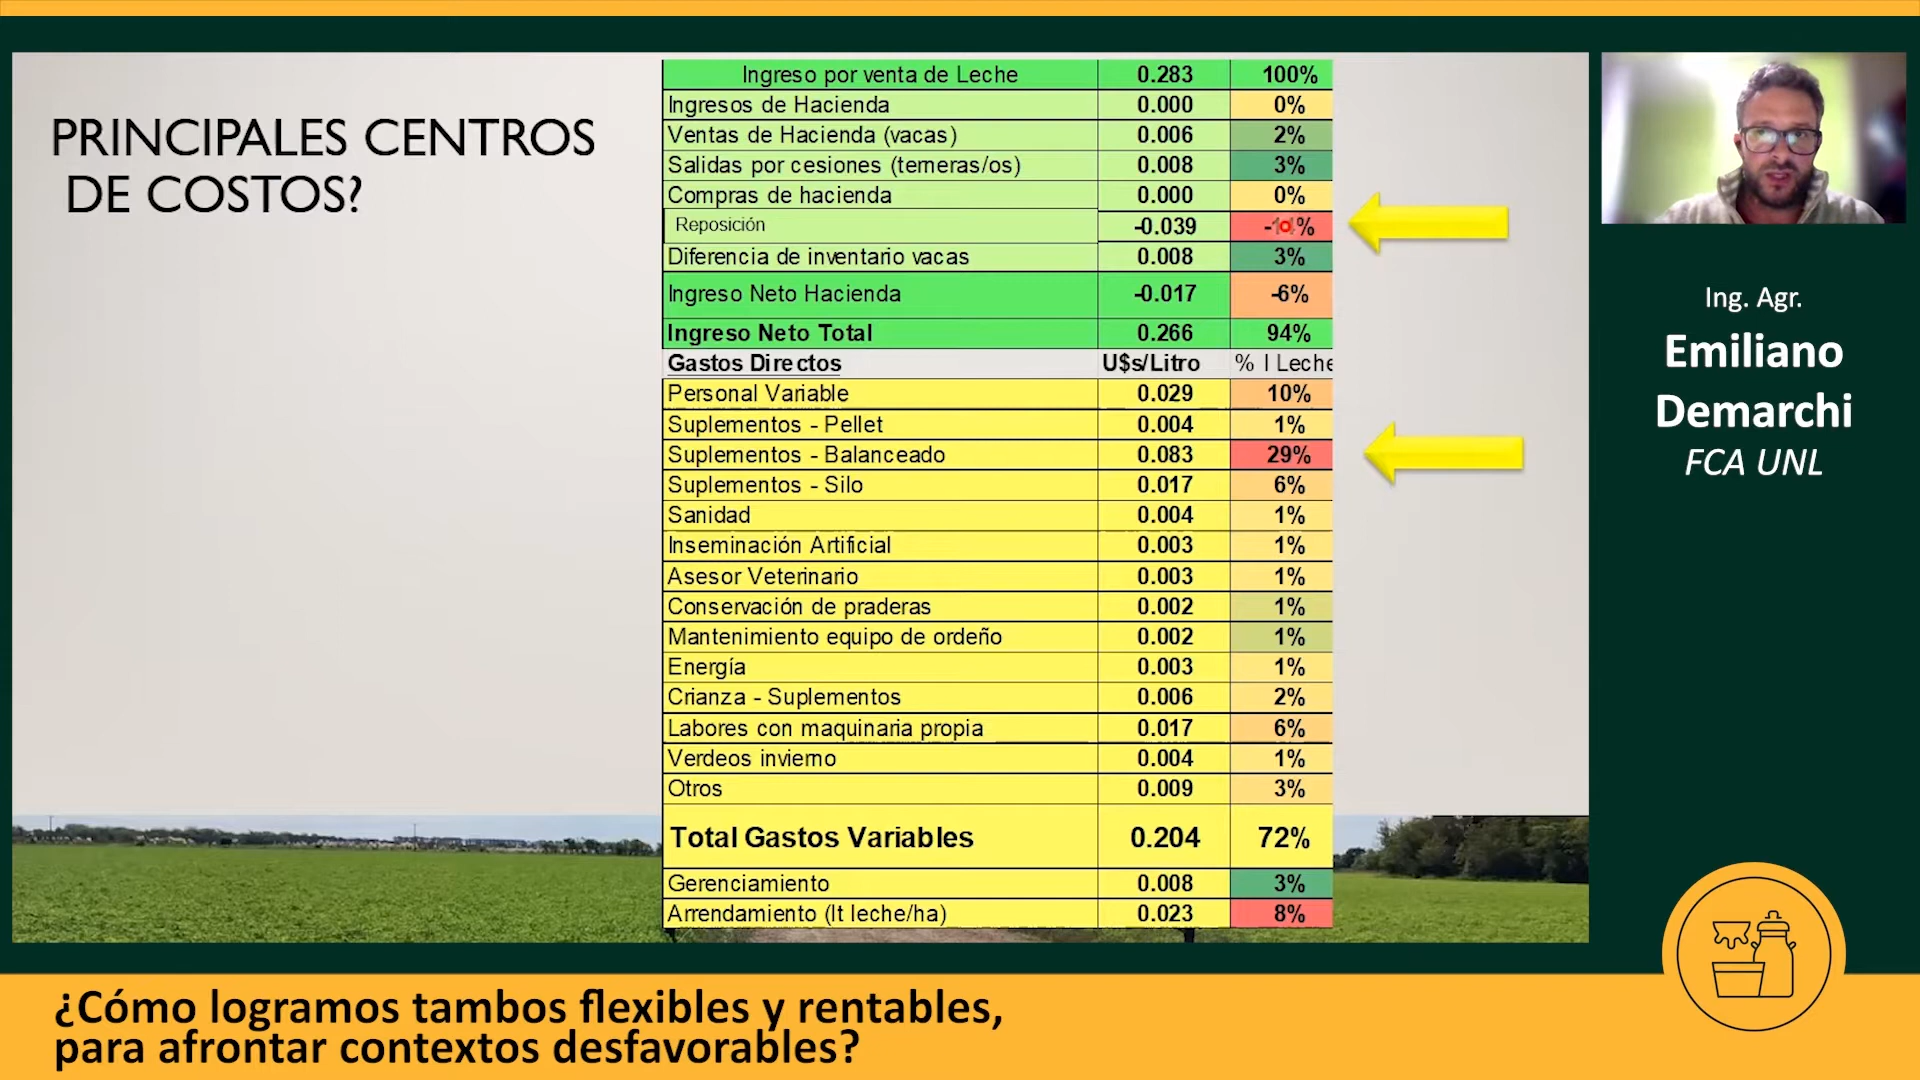 PRINCIPALES CENTROS
DE COSTOS?
Ingreso por venta de Leche 0.283 100%
Ingresos de Hacienda 0.000 0%
Ventas de Hacienda (vacas) 0.006 2%
Salidas por cesiones (terneras/os) 0.008 3%
Compras de hacienda 0.000 0%
Reposición -0.039
Diferencia de inventario vacas 0.008 3%
Ingreso Neto Hacienda -0.017 -6%
Ingreso Neto Total 0.266 94%
Gastos Directos U$s/Litro % I Leche
Personal Variable 0.029 10%
Suplementos - Pellet 0.004 1%
Suplementos - Balanceado 0.083 29%
Suplementos - Silo 0.017 6%
Sanidad 0.004 1%
Inseminación Artificial 0.003 1%
Asesor Veterinario 0.003 1%
Conservación de praderas 0.002 1%
Mantenimiento equipo de ordeño 0.002 1%
Energía 0.003 1%
Crianza - Suplementos 0.006 2%
Labores con maquinaria propia 0.017 6%
Verdeos invierno 0.004 1%
Otros 0.009 3%
Total Gastos Variables 0.204 72%
Gerenciamiento 0.008 3%
Arrendamiento (lt leche/ha) 0.023 8%
Ing. Agr.
Emiliano
Demarchi
FCA UNL
¿Cómo logramos tambos flexibles y rentables,
para afrontar contextos desfavorables?